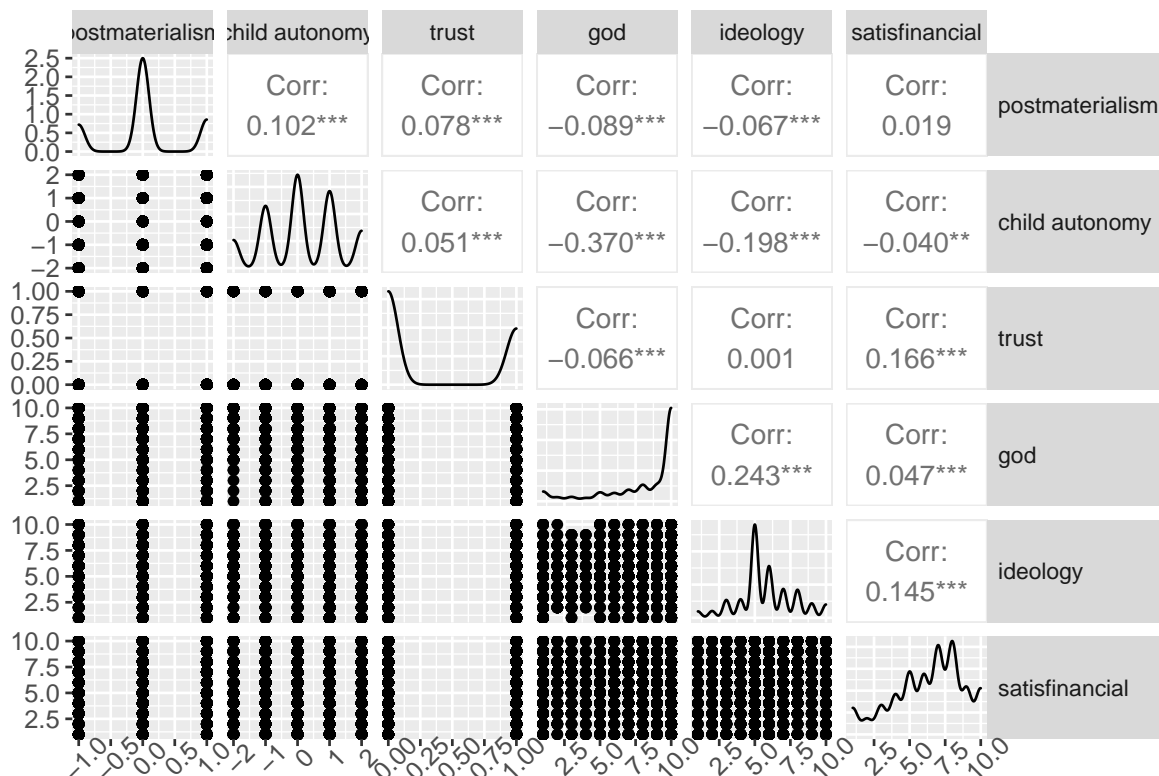 postmaterialism child autonomy trust god ideology satisfinancial
2.5
2.0
1.5
1.0
0.5
0.0
Corr:
0.102***
Corr:
0.078***
Corr:
−0.089***
Corr:
−0.067***
Corr:
0.019
postmaterialism
2
1
0
−1
−2
Corr:
0.051***
Corr:
−0.370***
Corr:
−0.198***
Corr:
−0.040**
child autonomy
1.00
0.75
0.50
0.25
0.00
Corr:
−0.066***
Corr:
0.001
Corr:
0.166***
trust
10.0
7.5
5.0
2.5
Corr:
0.243***
Corr:
0.047***
god
10.0
7.5
5.0
2.5
Corr:
0.145***
ideology
10.0
7.5
5.0
2.5
satisfinancial
−1.0 −0.5 0.0 0.5 1.0 −2 −1 0 1 2 0.00 0.25 0.50 0.75 1.00 2.5 5.0 7.5 10.0 2.5 5.0 7.5 10.0 2.5 5.0 7.5 10.0